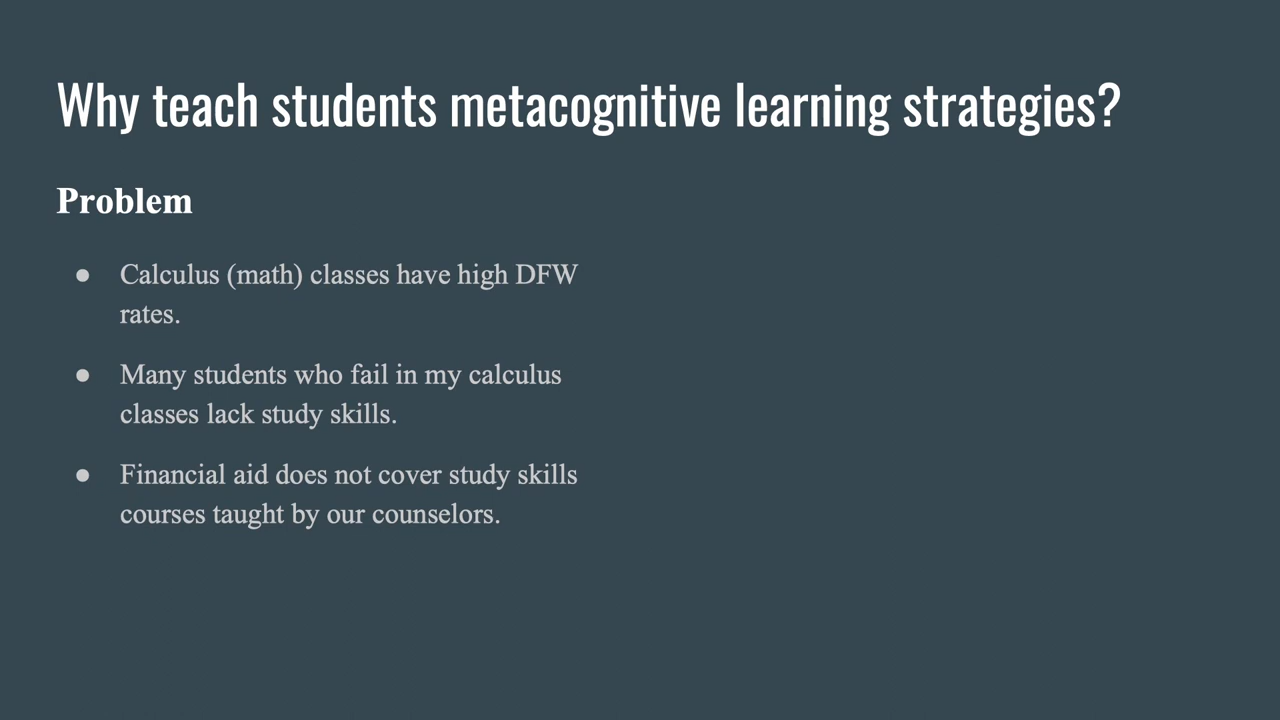 Why teach students metacognitive learning strategies?
Problem
● Calculus (math) classes have high DFW
rates.
● Many students who fail in my calculus
classes lack study skills.
● Financial aid does not cover study skills
courses taught by our counselors.